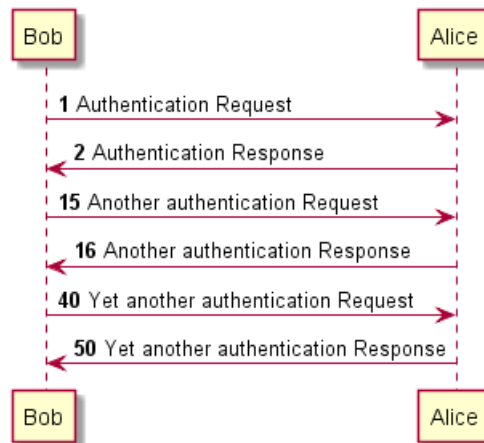 Bob Alice
1 Authentication Request
2 Authentication Response
15 Another authentication Request
16 Another authentication Response
40 Yet another authentication Request
50 Yet another authentication Response
Bob Alice